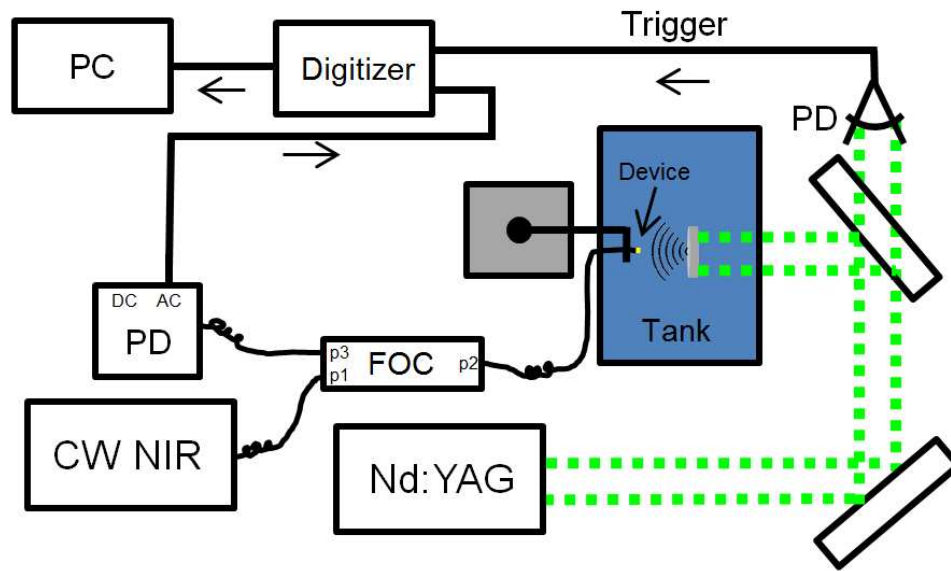 Trigger
PC
Digitizer
PD
Device
DC AC
PD
Tank
p3
p1
FOC
p2
CW NIR
Nd:YAG